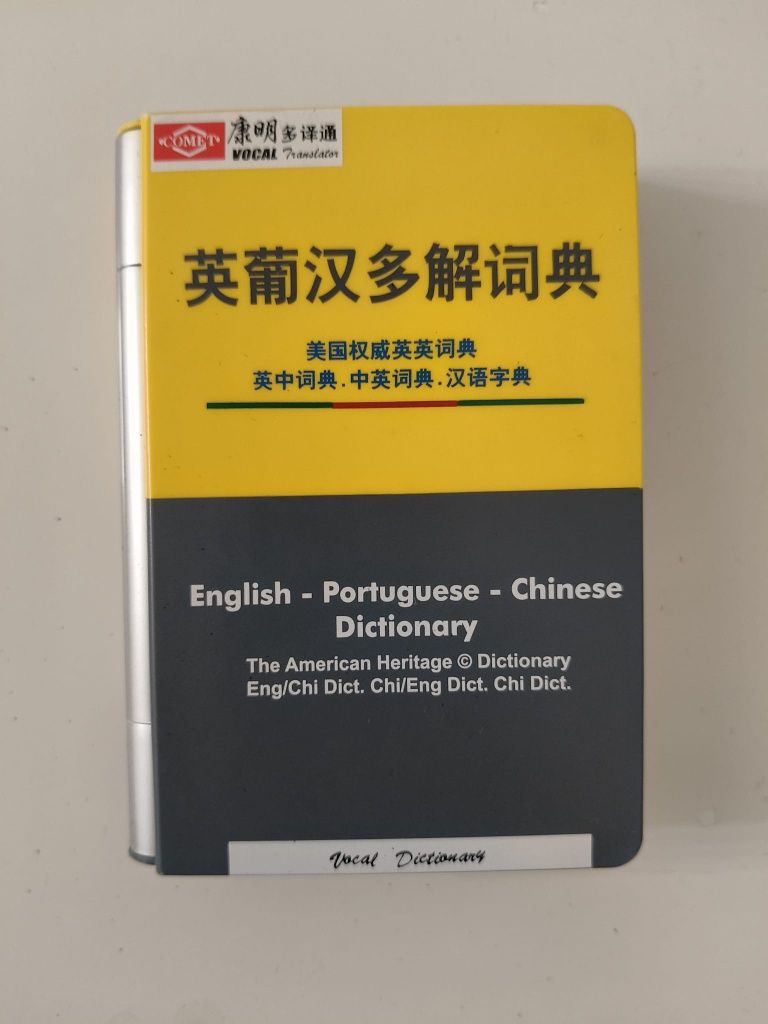 COMET 康明多译通
VOCAL Translator
英葡汉多解词典
美国权威英英词典
英中词典.中英词典.汉语字典
English - Portuguese - Chinese
Dictionary
The American Heritage © Dictionary
Eng/Chi Dict. Chi/Eng Dict. Chi Dict.
Vocal Dictionary